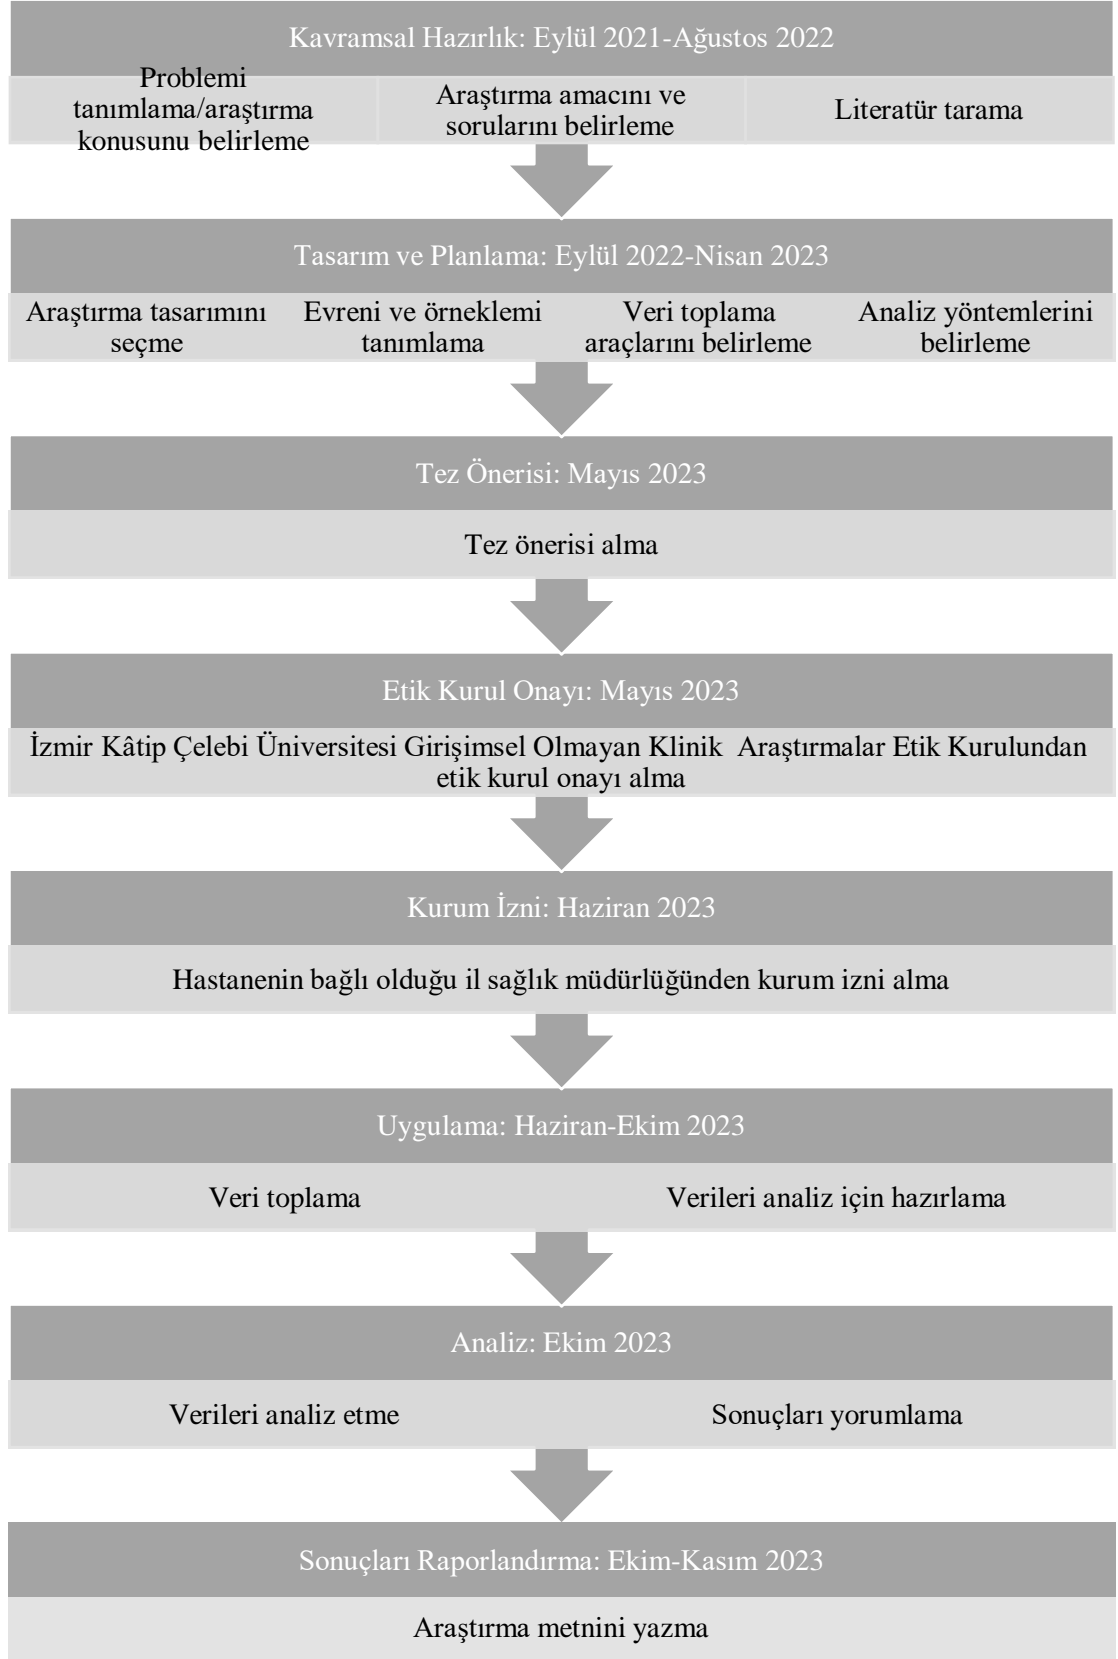 Kavramsal Hazırlık: Eylül 2021-Ağustos 2022
Problemi
tanımlama/araştırma
konusunu belirleme
Araştırma amacını ve
sorularını belirleme
Literatür tarama
Tasarım ve Planlama: Eylül 2022-Nisan 2023
Araştırma tasarımını
seçme
Evreni ve örneklemi
tanımlama
Veri toplama
araçlarını belirleme
Analiz yöntemlerini
belirleme
Tez Önerisi: Mayıs 2023
Tez önerisi alma
Etik Kurul Onayı: Mayıs 2023
İzmir Kâtip Çelebi Üniversitesi Girişimsel Olmayan Klinik Araştırmalar Etik Kurulundan
etik kurul onayı alma
Kurum İzni: Haziran 2023
Hastanenin bağlı olduğu il sağlık müdürlüğünden kurum izni alma
Uygulama: Haziran-Ekim 2023
Veri toplama
Verileri analiz için hazırlama
Analiz: Ekim 2023
Verileri analiz etme
Sonuçları yorumlama
Sonuçları Raporlandırma: Ekim-Kasım 2023
Araştırma metnini yazma